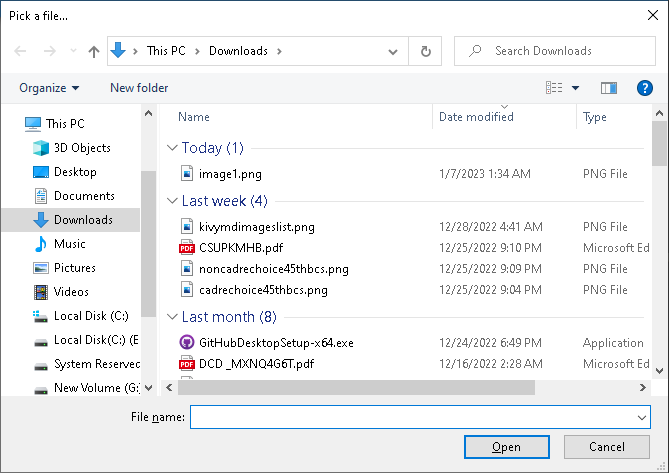 Pick a file...
This PC > Downloads >
Search Downloads
Organize
New folder
Name
Date modified
Type
This PC
3D Objects
Desktop
Documents
Downloads
Music
Pictures
Videos
Local Disk (C:)
Local Disk(C:) (E
System Reserved
New Volume (G:
Today (1)
image1.png 1/7/2023 1:34 AM PNG File
Last week (4)
kivymdimageslist.png 12/28/2022 4:41 AM PNG File
CSUPKMHB.pdf 12/25/2022 9:10 PM Microsoft Ed
noncadrechoice45thbcs.png 12/25/2022 9:09 PM PNG File
cadrechoice45thbcs.png 12/25/2022 9:04 PM PNG File
Last month (8)
GitHubDesktopSetup-x64.exe 12/24/2022 6:49 PM Application
DCD _MXNQ4G6T.pdf 12/16/2022 2:28 AM Microsoft Ed
File name:
Open
Cancel